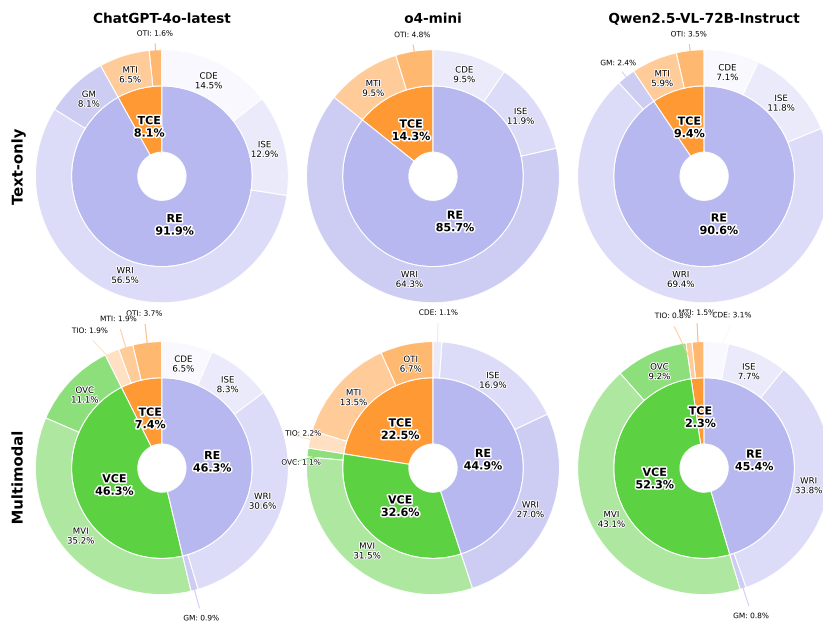 ChatGPT-4o-latest
o4-mini
Qwen2.5-VL-72B-Instruct
Text-only
OTI: 1.6%
MTI
6.5%
GM
8.1%
CDE
14.5%
ISE
12.9%
TCE
8.1%
RE
91.9%
WRI
56.5%
OTI: 4.8%
MTI
9.5%
CDE
9.5%
ISE
11.9%
TCE
14.3%
RE
85.7%
WRI
64.3%
OTI: 3.5%
GM: 2.4%
MTI
5.9%
CDE
7.1%
ISE
11.8%
TCE
9.4%
RE
90.6%
WRI
69.4%
Multimodal
OTI: 3.7%
MTI: 1.9%
TIO: 1.9%
OVC
11.1%
CDE
6.5%
ISE
8.3%
TCE
7.4%
RE
46.3%
VCE
46.3%
WRI
30.6%
MVI
35.2%
GM: 0.9%
CDE: 1.1%
OTI
6.7%
ISE
16.9%
MTI
13.5%
TCE
22.5%
TIO: 2.2%
OVC: 1.1%
RE
44.9%
VCE
32.6%
WRI
27.0%
MVI
31.5%
TIO: 0.8%
MTI: 1.5%
CDE: 3.1%
OVC
9.2%
ISE
7.7%
TCE
2.3%
RE
45.4%
VCE
52.3%
WRI
33.8%
MVI
43.1%
GM: 0.8%